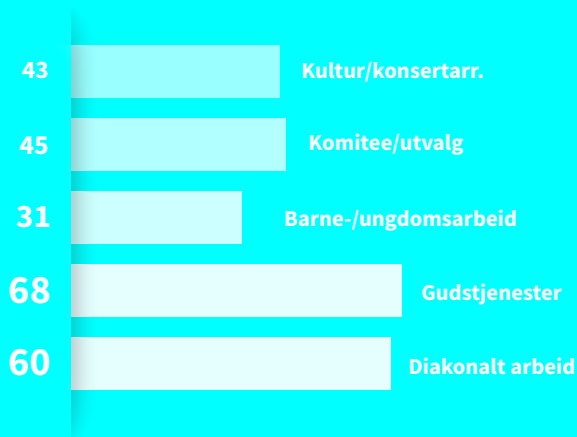 43 Kultur/konsertarr.
45 Komitee/utvalg
31 Barne-/ungdomsarbeid
68 Gudstjenester
60 Diakonalt arbeid